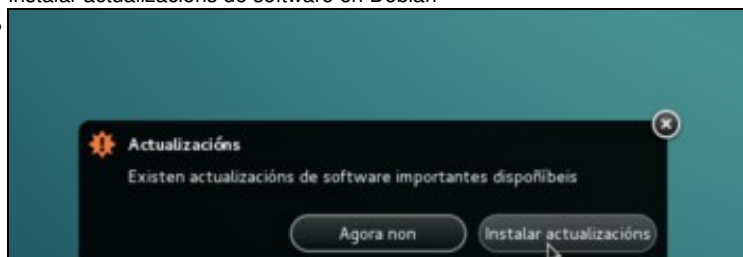 Instalar actualizacións de software en Debian
Actualizacións
Existen actualizacións de software importantes dispoñíbeis
Agora non
Instalar actualizacións